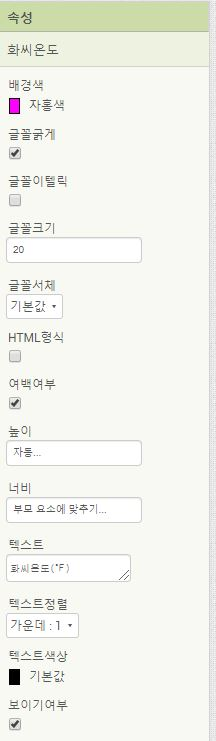 속성
화씨온도
배경색
자홍색
글꼴굵게
글꼴이텔릭
글꼴크기
20
글꼴서체
기본값
HTML형식
여백여부
높이
자동...
너비
부모 요소에 맞추기...
텍스트
화씨온도(°F)
텍스트정렬
가운데 : 1
텍스트색상
기본값
보이기여부